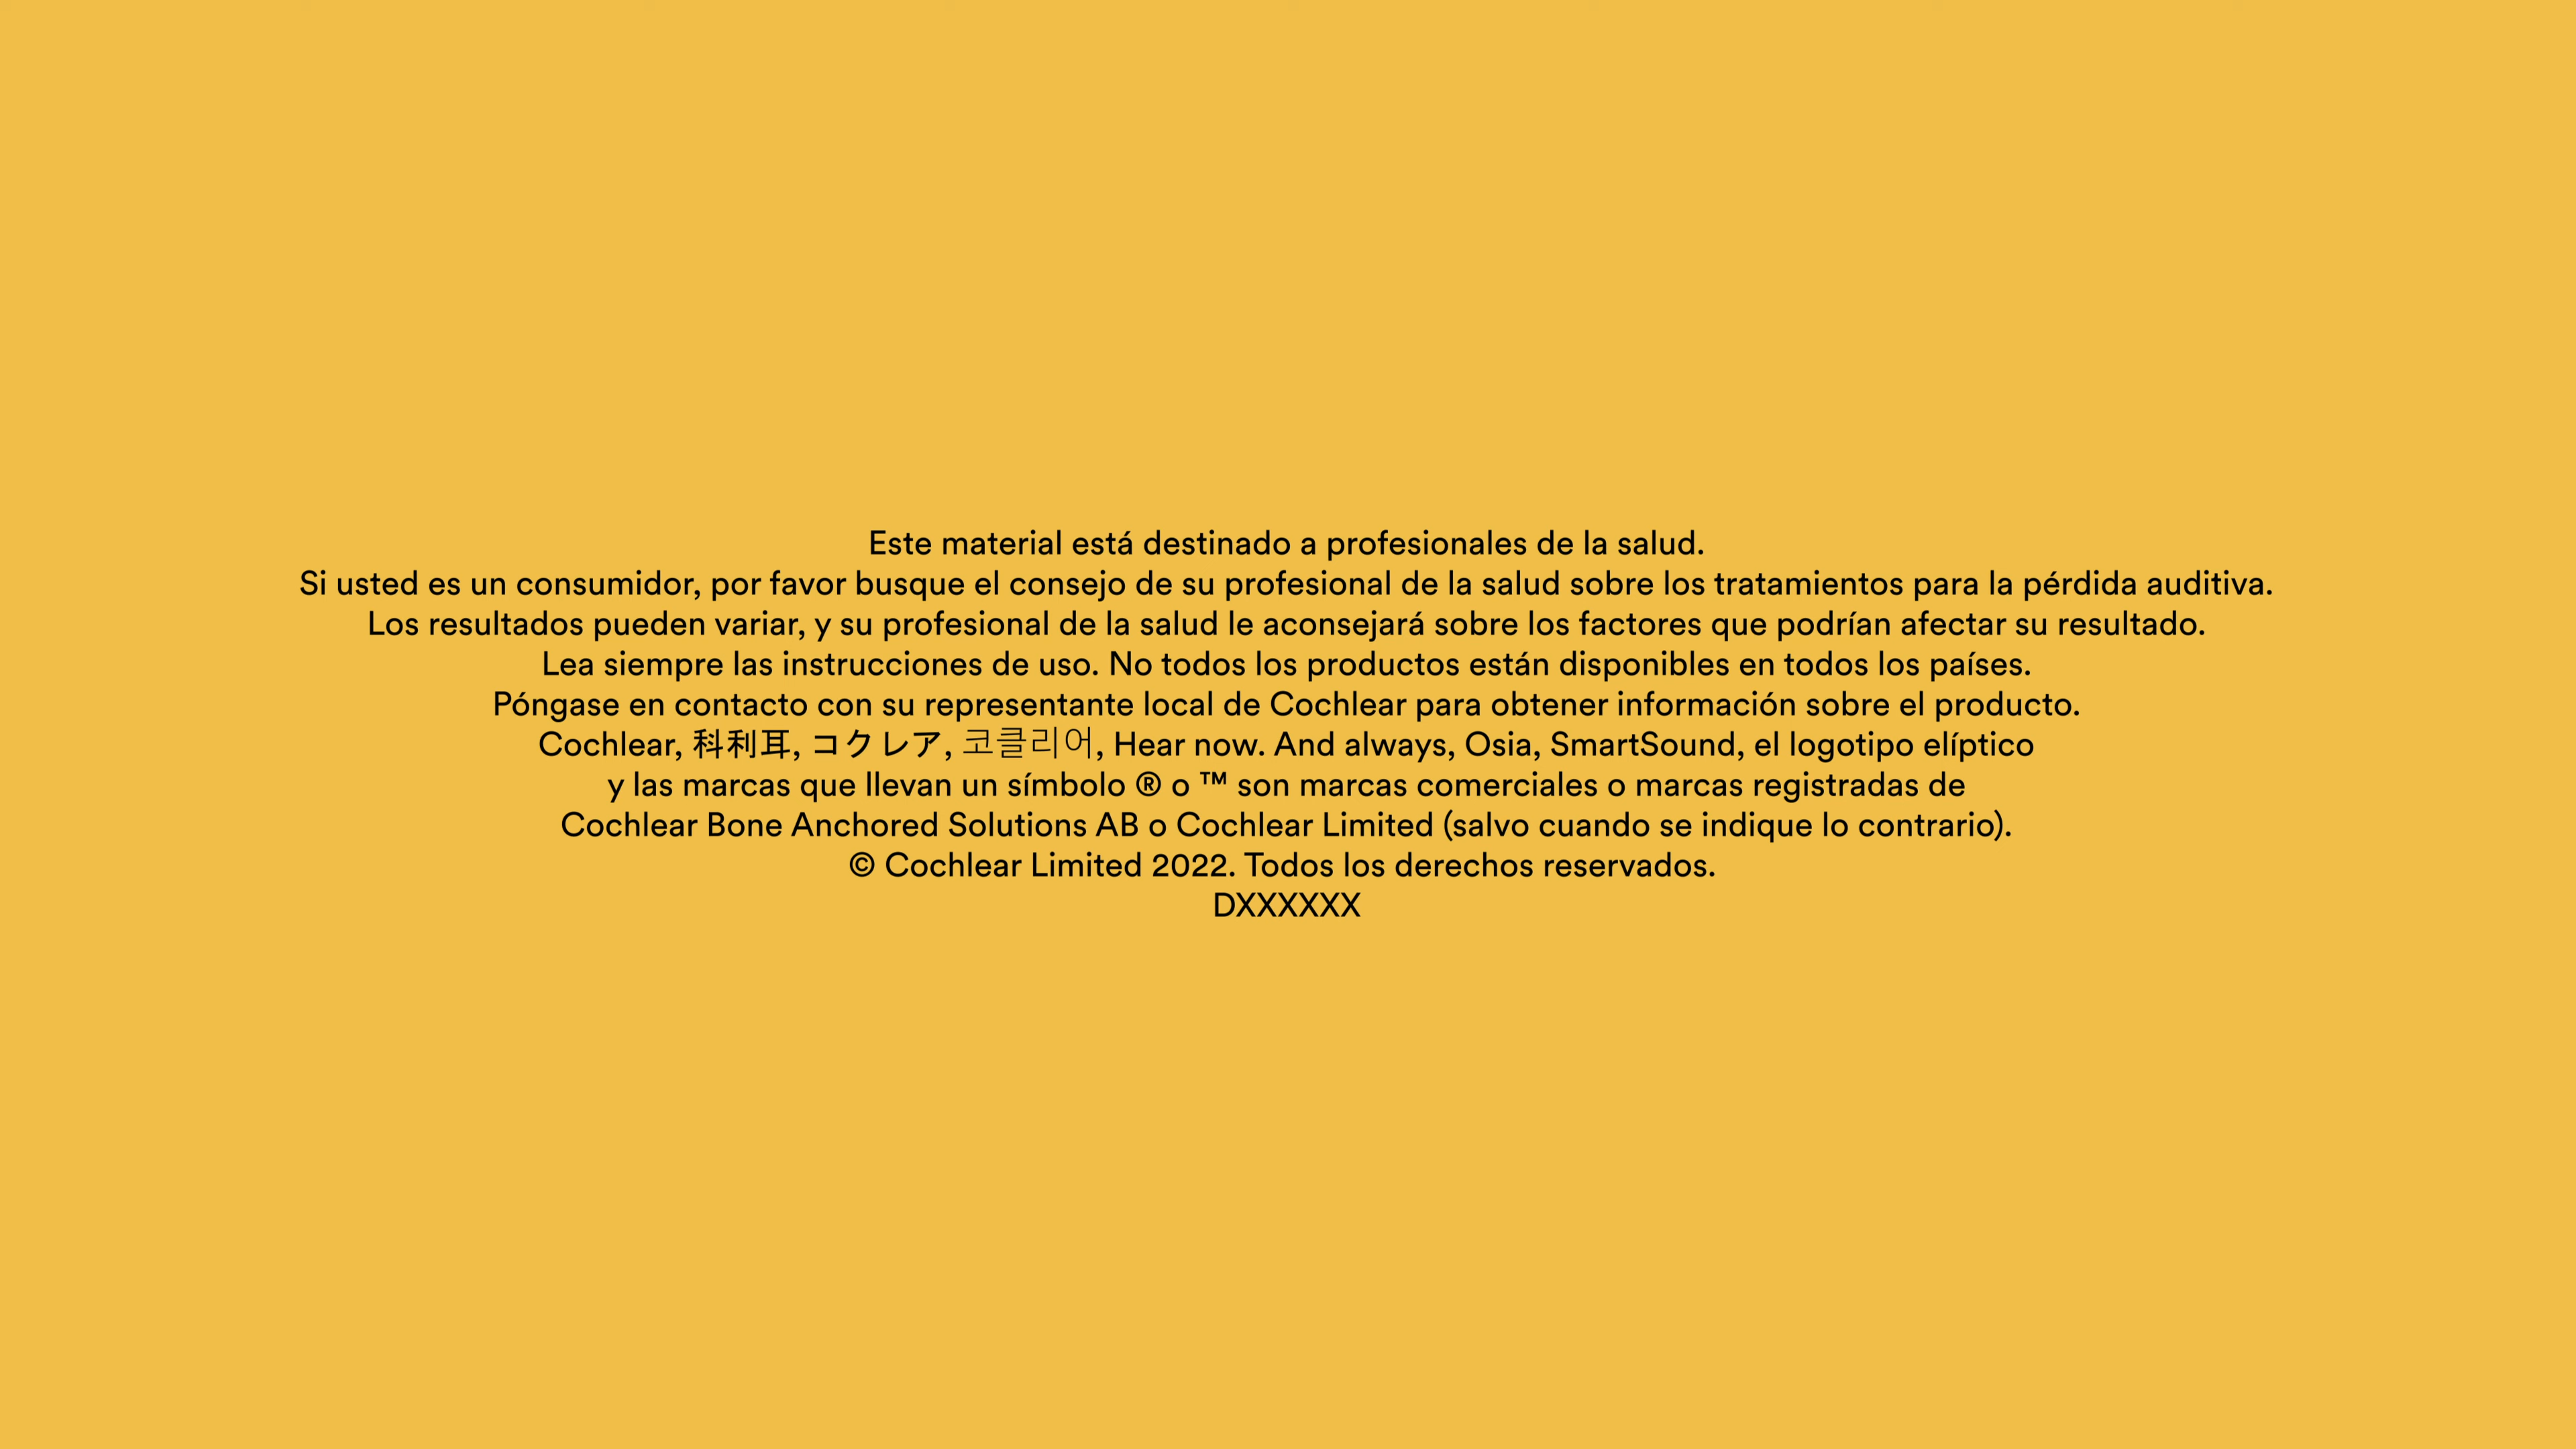 Este material está destinado a profesionales de la salud.
Si usted es un consumidor, por favor busque el consejo de su profesional de la salud sobre los tratamientos para la pérdida auditiva.
Los resultados pueden variar, y su profesional de la salud le aconsejará sobre los factores que podrían afectar su resultado.
Lea siempre las instrucciones de uso. No todos los productos están disponibles en todos los países.
Póngase en contacto con su representante local de Cochlear para obtener información sobre el producto.
Cochlear, 科利耳, コクレア, 코클리어, Hear now. And always, Osia, SmartSound, el logotipo elíptico
y las marcas que llevan un símbolo ® o ™ son marcas comerciales o marcas registradas de
Cochlear Bone Anchored Solutions AB o Cochlear Limited (salvo cuando se indique lo contrario).
© Cochlear Limited 2022. Todos los derechos reservados.
DXXXXXX